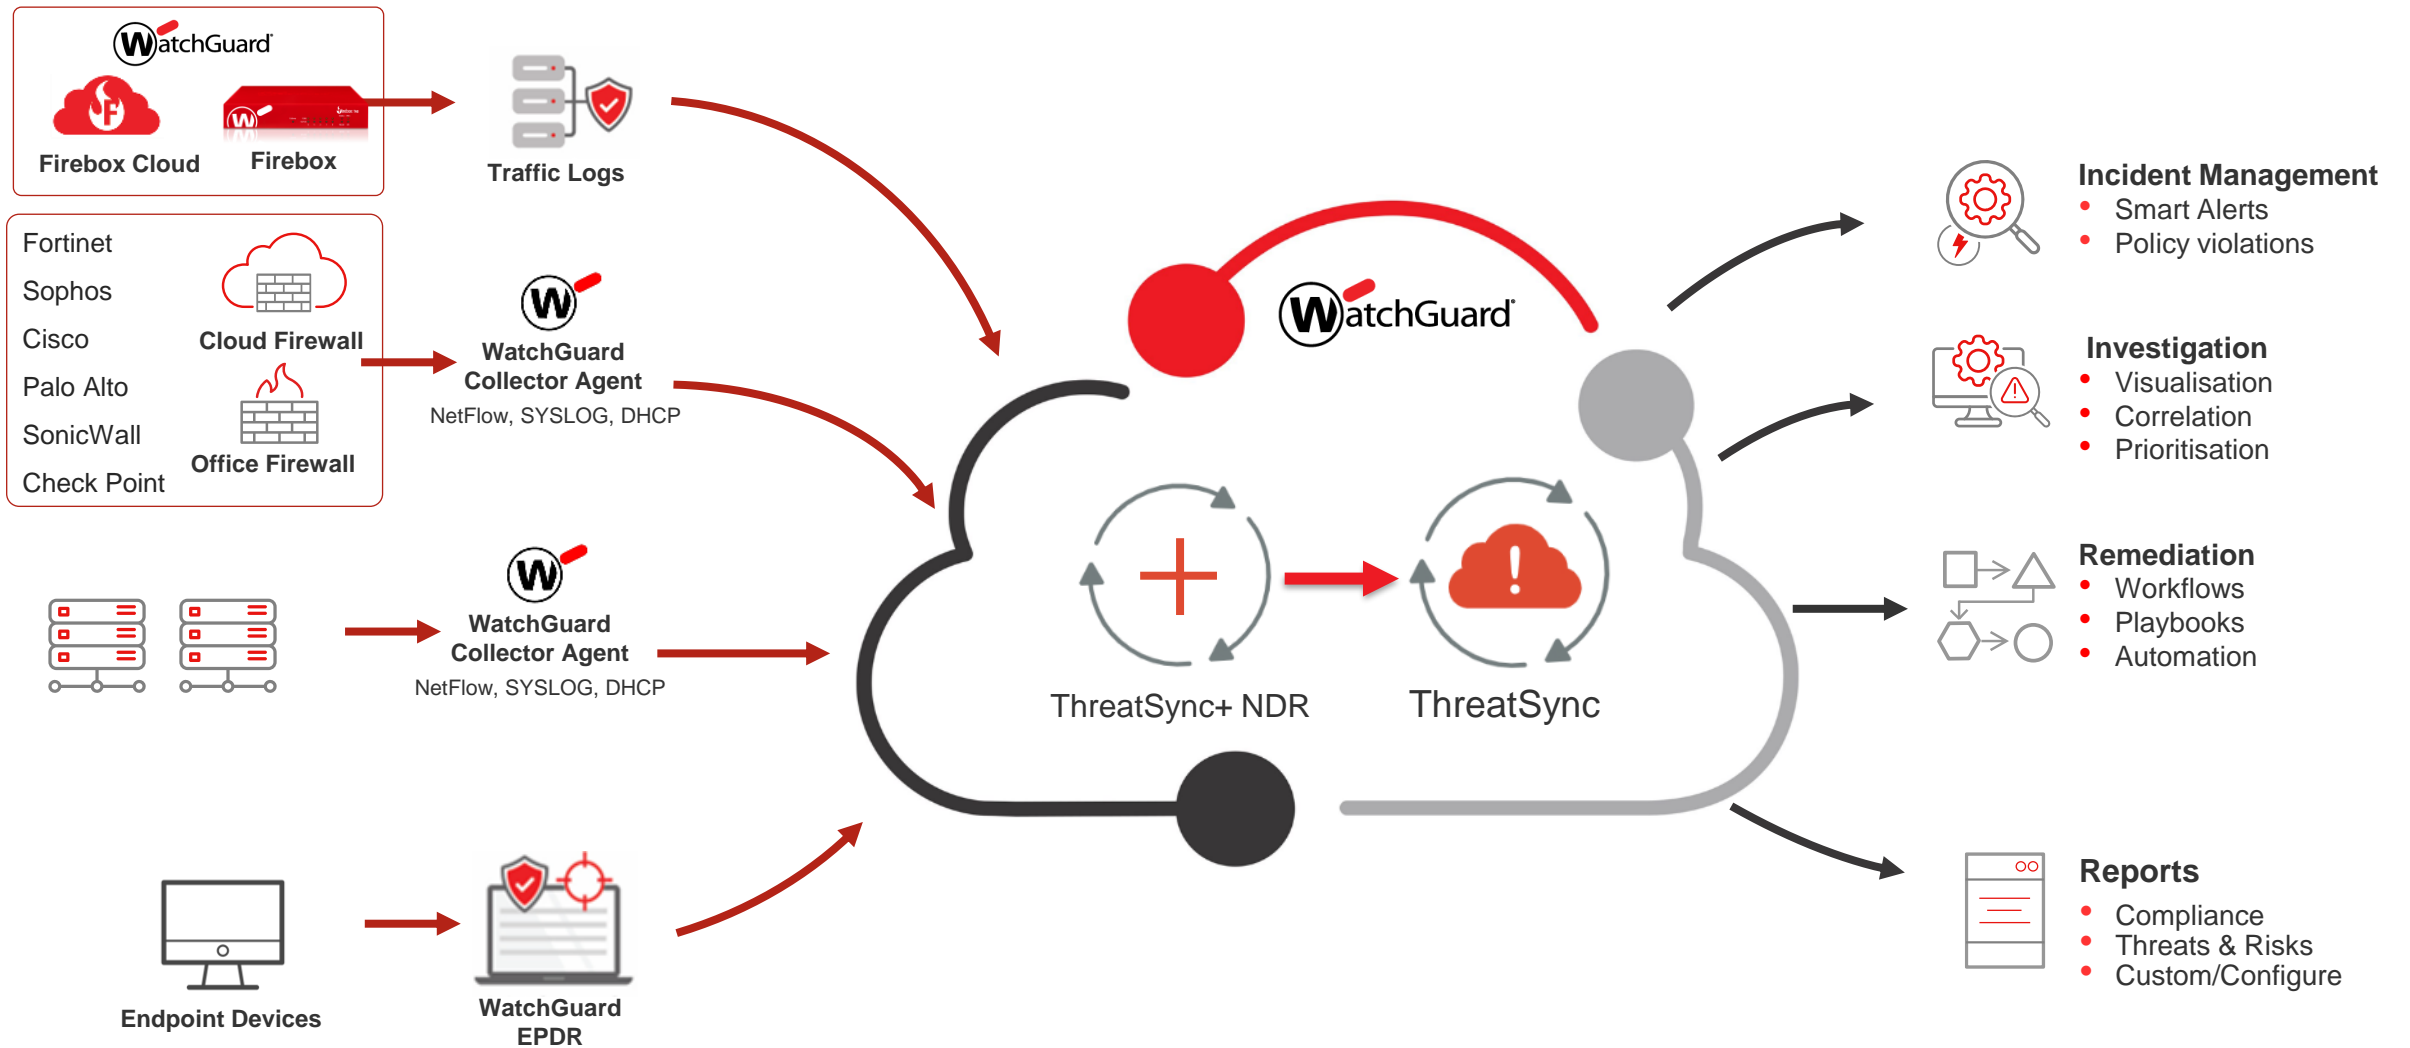 WatchGuard
Firebox Cloud
Firebox
Traffic Logs
Fortinet
Sophos
Cisco
Palo Alto
SonicWall
Check Point
Cloud Firewall
Office Firewall
W
WatchGuard
Collector Agent
NetFlow, SYSLOG, DHCP
W
WatchGuard
Collector Agent
NetFlow, SYSLOG, DHCP
Endpoint Devices
WatchGuard
EPDR
WatchGuard
ThreatSync+ NDR
ThreatSync
Incident Management
Smart Alerts
Policy violations
Investigation
Visualisation
Correlation
Prioritisation
Remediation
Workflows
Playbooks
Automation
Reports
Compliance
Threats & Risks
Custom/Configure